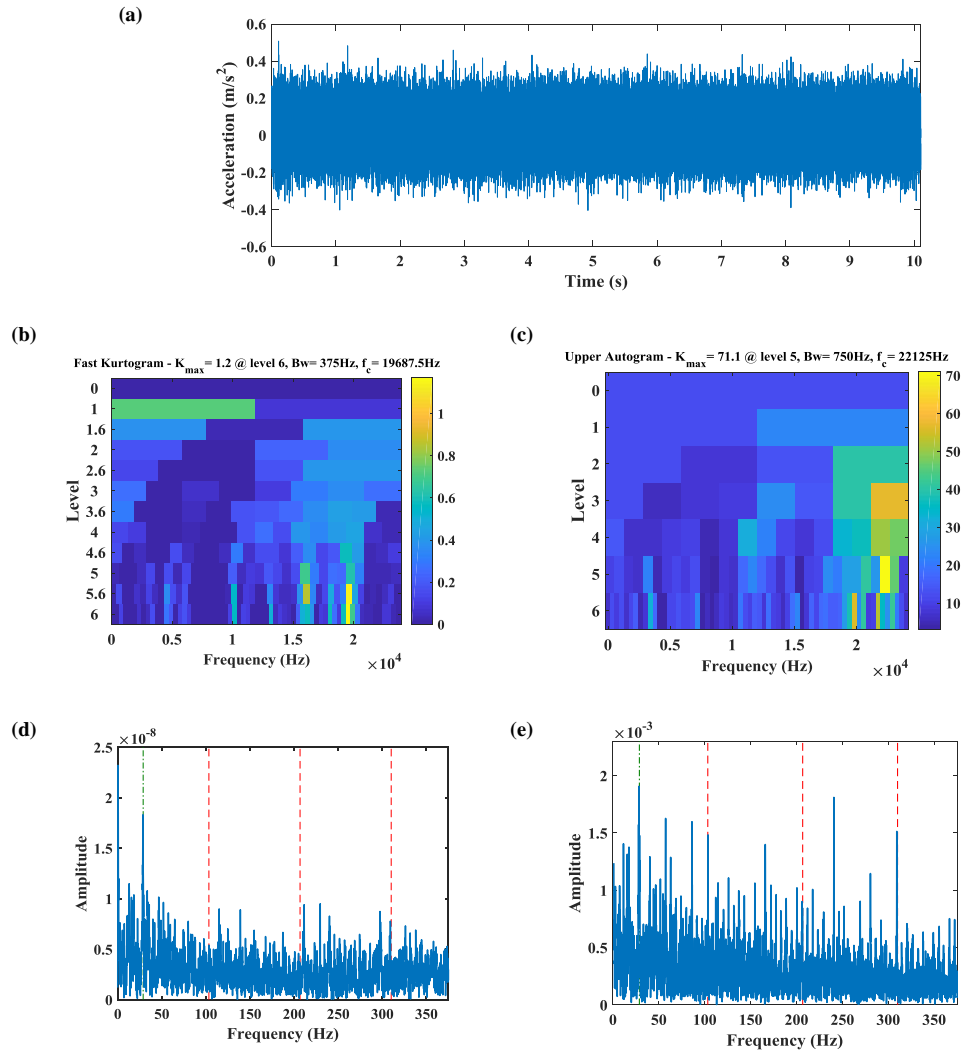 (a)
0.6
0.4
0.2
0
-0.2
-0.4
-0.6
Acceleration (m/s²)
0 1 2 3 4 5 6 7 8 9 10
Time (s)
(b)
Fast Kurtogram - K_max = 1.2 @ level 6, Bw= 375Hz, f_c = 19687.5Hz
0
1
1.6
2
2.6
3
3.6
4
4.6
5
5.6
6
Level
0 0.5 1 1.5 2
Frequency (Hz)
×10⁴
1
0.8
0.6
0.4
0.2
0
(c)
Upper Autogram - K_max = 71.1 @ level 5, Bw= 750Hz, f_c = 22125Hz
0
1
2
3
4
5
6
Level
0 0.5 1 1.5 2
Frequency (Hz)
×10⁴
70
60
50
40
30
20
10
(d)
×10⁻⁸
2.5
2
1.5
1
0.5
0
Amplitude
0 50 100 150 200 250 300 350
Frequency (Hz)
(e)
×10⁻³
2
1.5
1
0.5
0
Amplitude
0 50 100 150 200 250 300 350
Frequency (Hz)